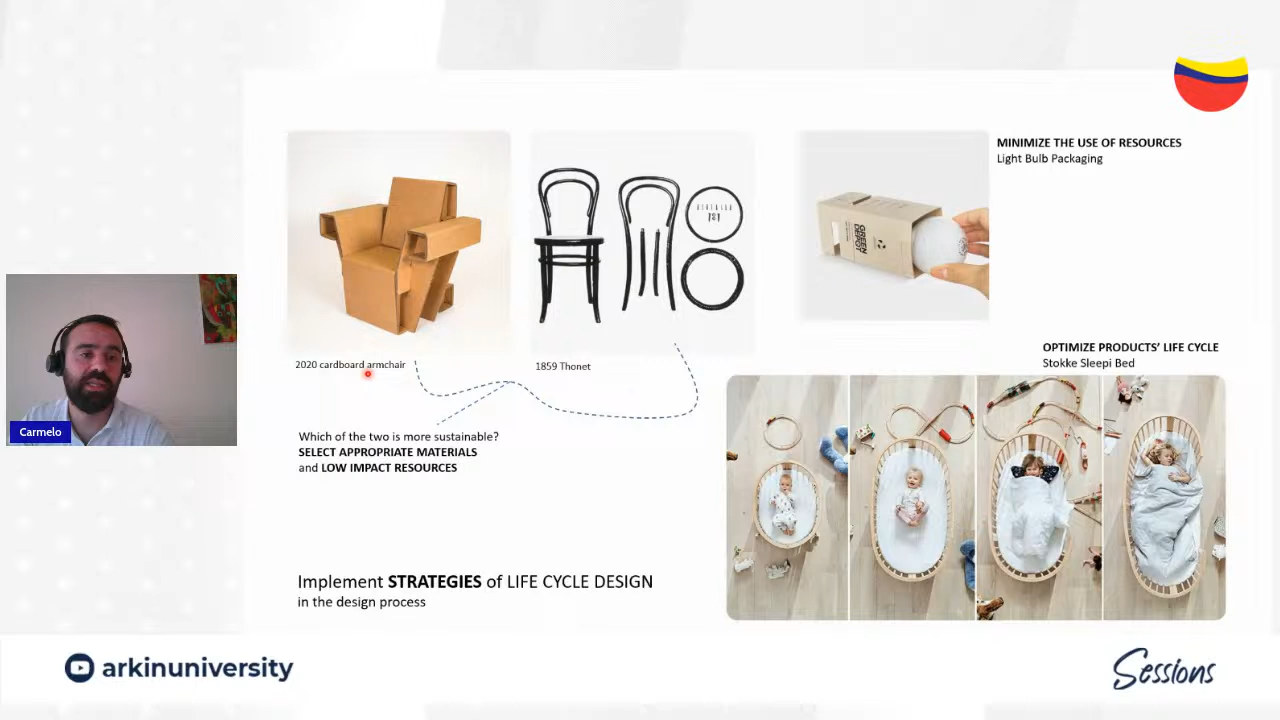 MINIMIZE THE USE OF RESOURCES
Light Bulb Packaging
GREEN
DEPOT
2020 cardboard armchair
1859 Thonet
OPTIMIZE PRODUCTS' LIFE CYCLE
Stokke Sleepi Bed
Carmelo
Which of the two is more sustainable?
SELECT APPROPRIATE MATERIALS
and LOW IMPACT RESOURCES
Implement STRATEGIES of LIFE CYCLE DESIGN
in the design process
arkinuniversity
Sessions